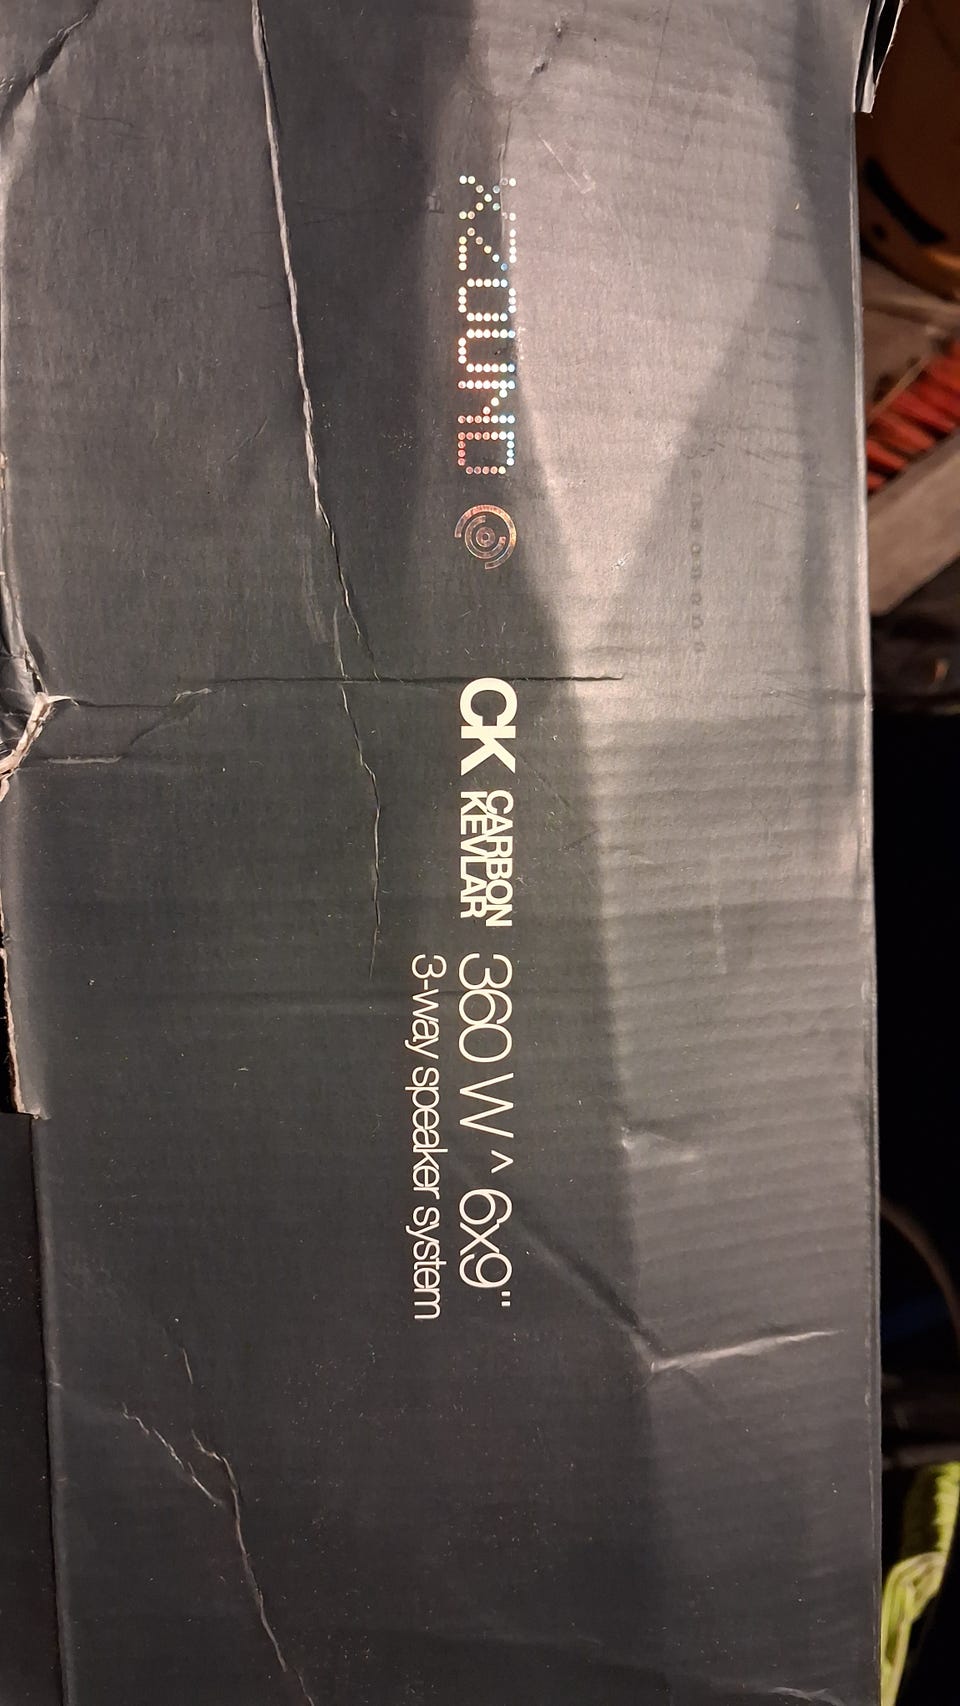 XZOUND
CK CARBON
KEVLAR
360 W ^ 6x9"
3-way speaker system